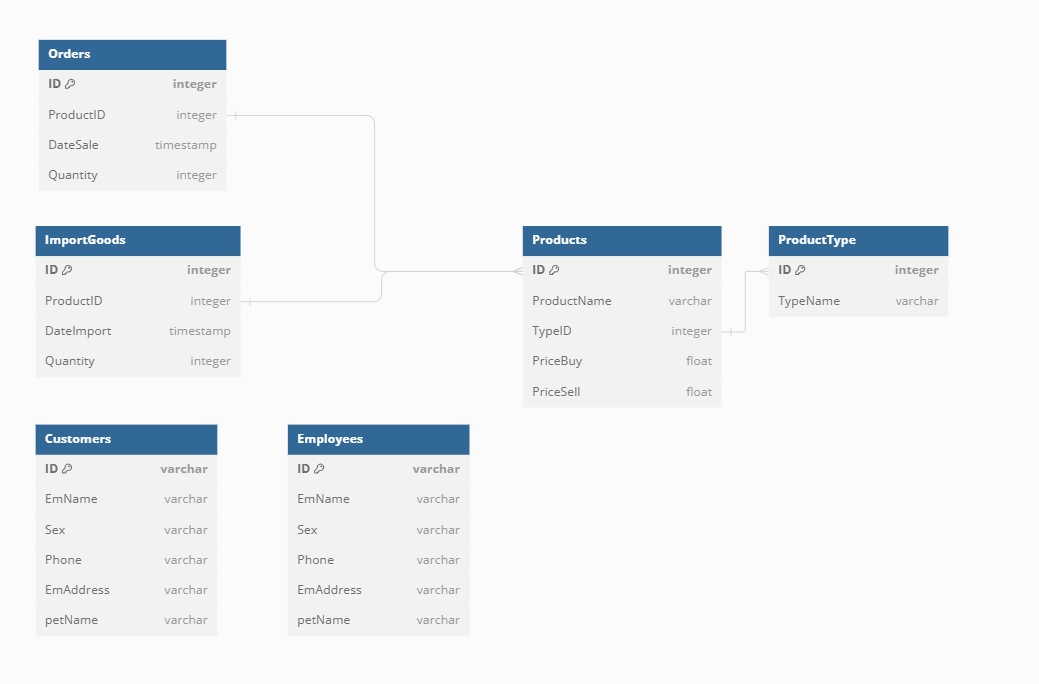 Orders
ID integer
ProductID integer
DateSale timestamp
Quantity integer
ImportGoods
ID integer
ProductID integer
DateImport timestamp
Quantity integer
Products
ID integer
ProductName varchar
TypeID integer
PriceBuy float
PriceSell float
ProductType
ID integer
TypeName varchar
Customers
ID varchar
EmName varchar
Sex varchar
Phone varchar
EmAddress varchar
petName varchar
Employees
ID varchar
EmName varchar
Sex varchar
Phone varchar
EmAddress varchar
petName varchar